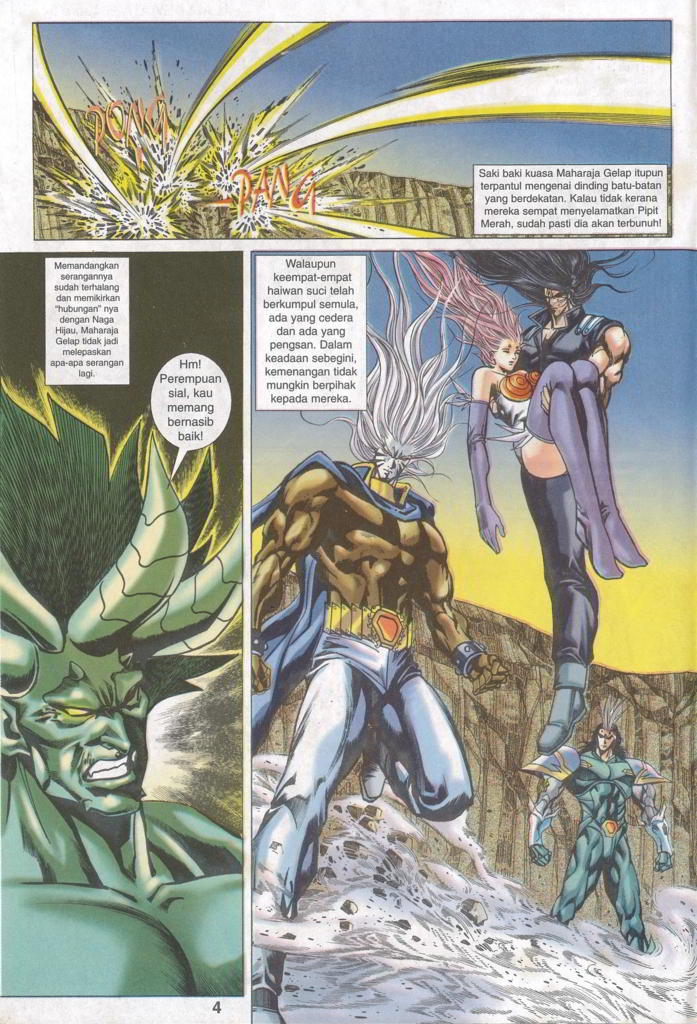 DONG
DANG
Saki baki kuasa Maharaja Gelap itupun
terpantul mengenai dinding batu-batan
yang berdekatan. Kalau tidak kerana
mereka sempat menyelamatkan Pipit
Merah, sudah pasti dia akan terbunuh!
Memandangkan
serangannya
sudah terhalang
dan memikirkan
"hubungan" nya
dengan Naga
Hijau, Maharaja
Gelap tidak jadi
melepaskan
apa-apa serangan
lagi.
Hm!
Perempuan
sial, kau
memang
bernasib
baik!
Walaupun
keempat-empat
haiwan suci telah
berkumpul semula,
ada yang cedera
dan ada yang
pengsan. Dalam
keadaan sebegini,
kemenangan tidak
mungkin berpihak
kepada mereka.
4